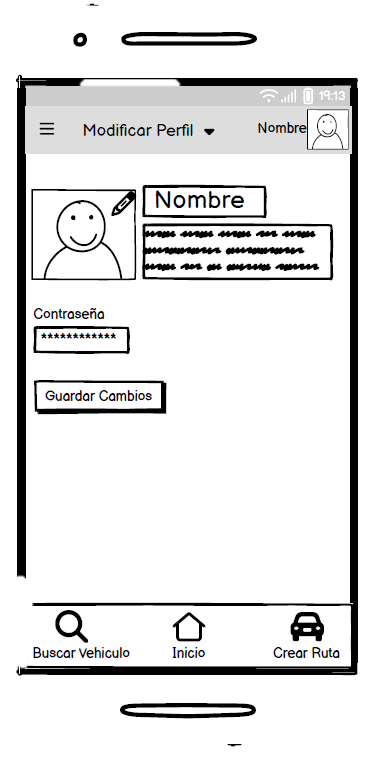 19:13
Modificar Perfil
Nombre
Nombre
Contraseña
************
Guardar Cambios
Buscar Vehiculo
Inicio
Crear Ruta